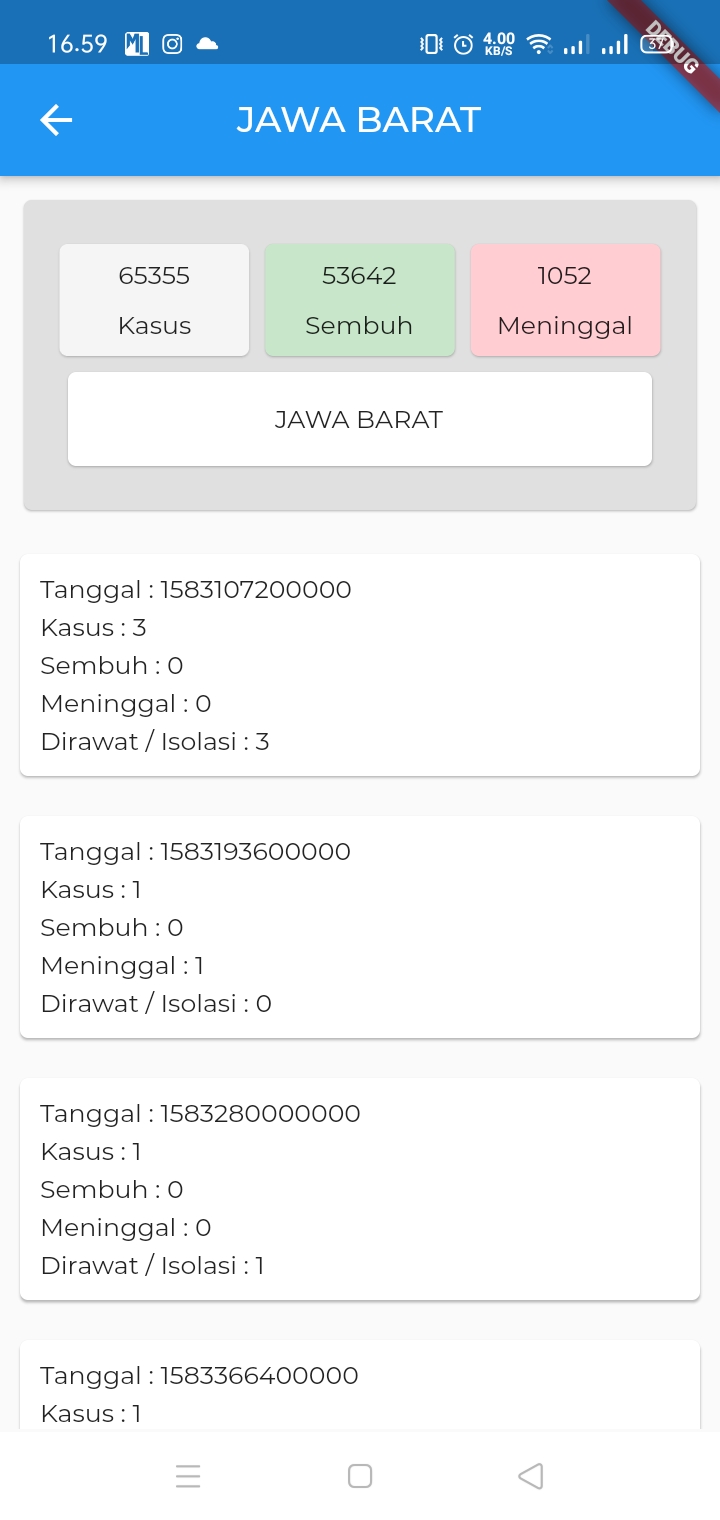 16.59 ML 4.00 KB/S 37
DEBUG
JAWA BARAT
65355 53642 1052
Kasus Sembuh Meninggal
JAWA BARAT
Tanggal : 1583107200000
Kasus : 3
Sembuh : 0
Meninggal : 0
Dirawat / Isolasi : 3
Tanggal : 1583193600000
Kasus : 1
Sembuh : 0
Meninggal : 1
Dirawat / Isolasi : 0
Tanggal : 1583280000000
Kasus : 1
Sembuh : 0
Meninggal : 0
Dirawat / Isolasi : 1
Tanggal : 1583366400000
Kasus : 1